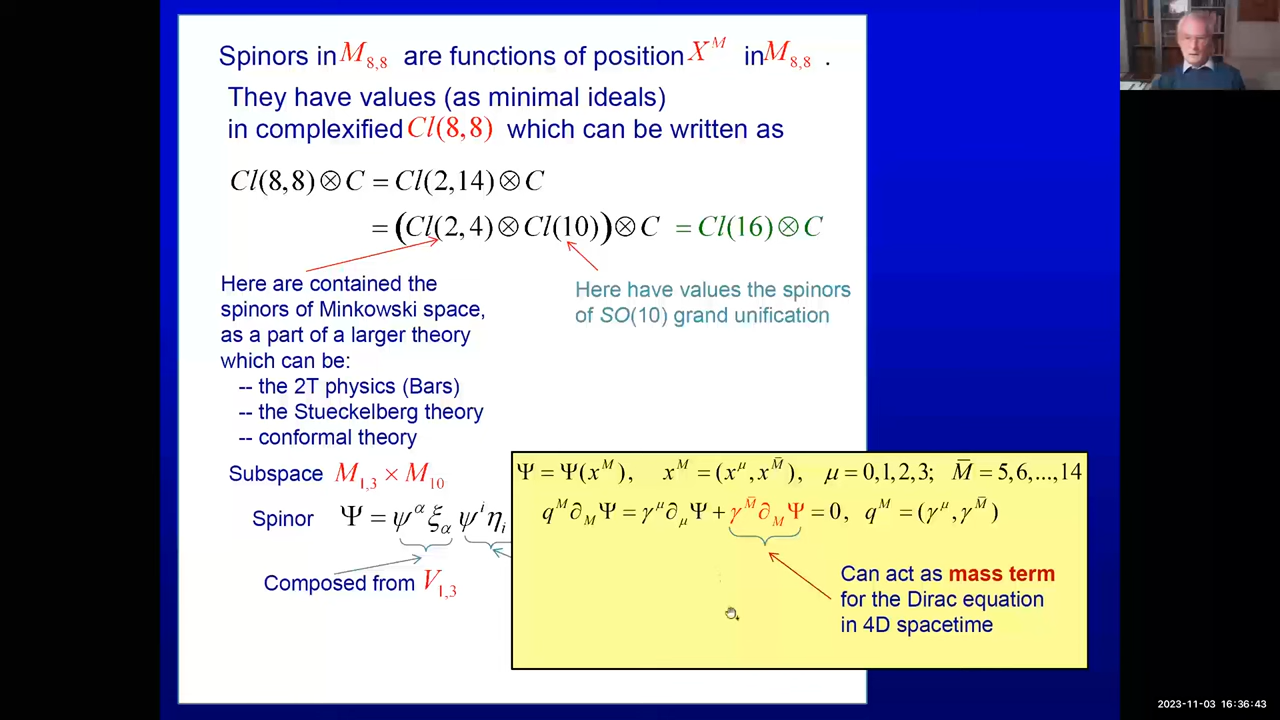 Spinors in M₈,₈ are functions of position Xᴹ in M₈,₈ .
They have values (as minimal ideals)
in complexified Cl(8,8) which can be written as
Cl(8,8) ⊗ C = Cl(2,14) ⊗ C
= (Cl(2,4) ⊗ Cl(10)) ⊗ C = Cl(16) ⊗ C
Here are contained the
spinors of Minkowski space,
as a part of a larger theory
which can be:
-- the 2T physics (Bars)
-- the Stueckelberg theory
-- conformal theory
Here have values the spinors
of SO(10) grand unification
Subspace M₁,₃ × M₁₀
Spinor Ψ = ψ^α ξ_α ψ^i η_i
Composed from V₁,₃
Ψ = Ψ(x^M), x^M = (x^μ, x^M̄), μ = 0,1,2,3; M̄ = 5,6,...,14
q^M ∂_M Ψ = γ^μ ∂_μ Ψ + γ^M̄ ∂_M Ψ = 0, q^M = (γ^μ, γ^M̄)
Can act as mass term
for the Dirac equation
in 4D spacetime
2023-11-03 16:36:43